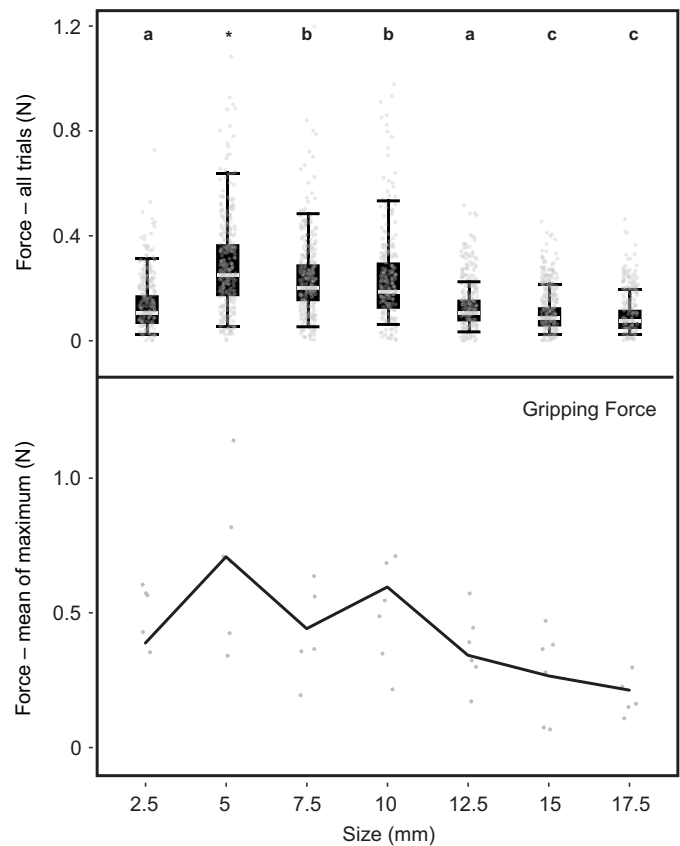 a * b b a c c
1.2
0.8
0.4
0
Force – all trials (N)
Gripping Force
1.0
0.5
0
Force – mean of maximum (N)
2.5 5 7.5 10 12.5 15 17.5
Size (mm)